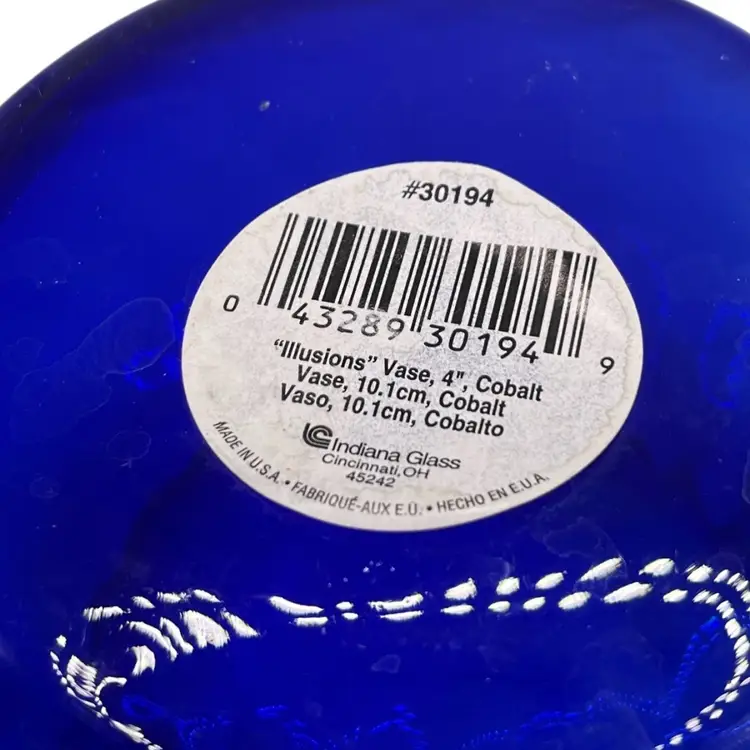 #30194
0 43289 30194 9
"Illusions" Vase, 4", Cobalt
Vase, 10.1cm, Cobalt
Vaso, 10.1cm, Cobalto
Indiana Glass
Cincinnati, OH
45242
MADE IN U.S.A. • FABRIQUÉ-AUX E.U. • HECHO EN E.U.A.